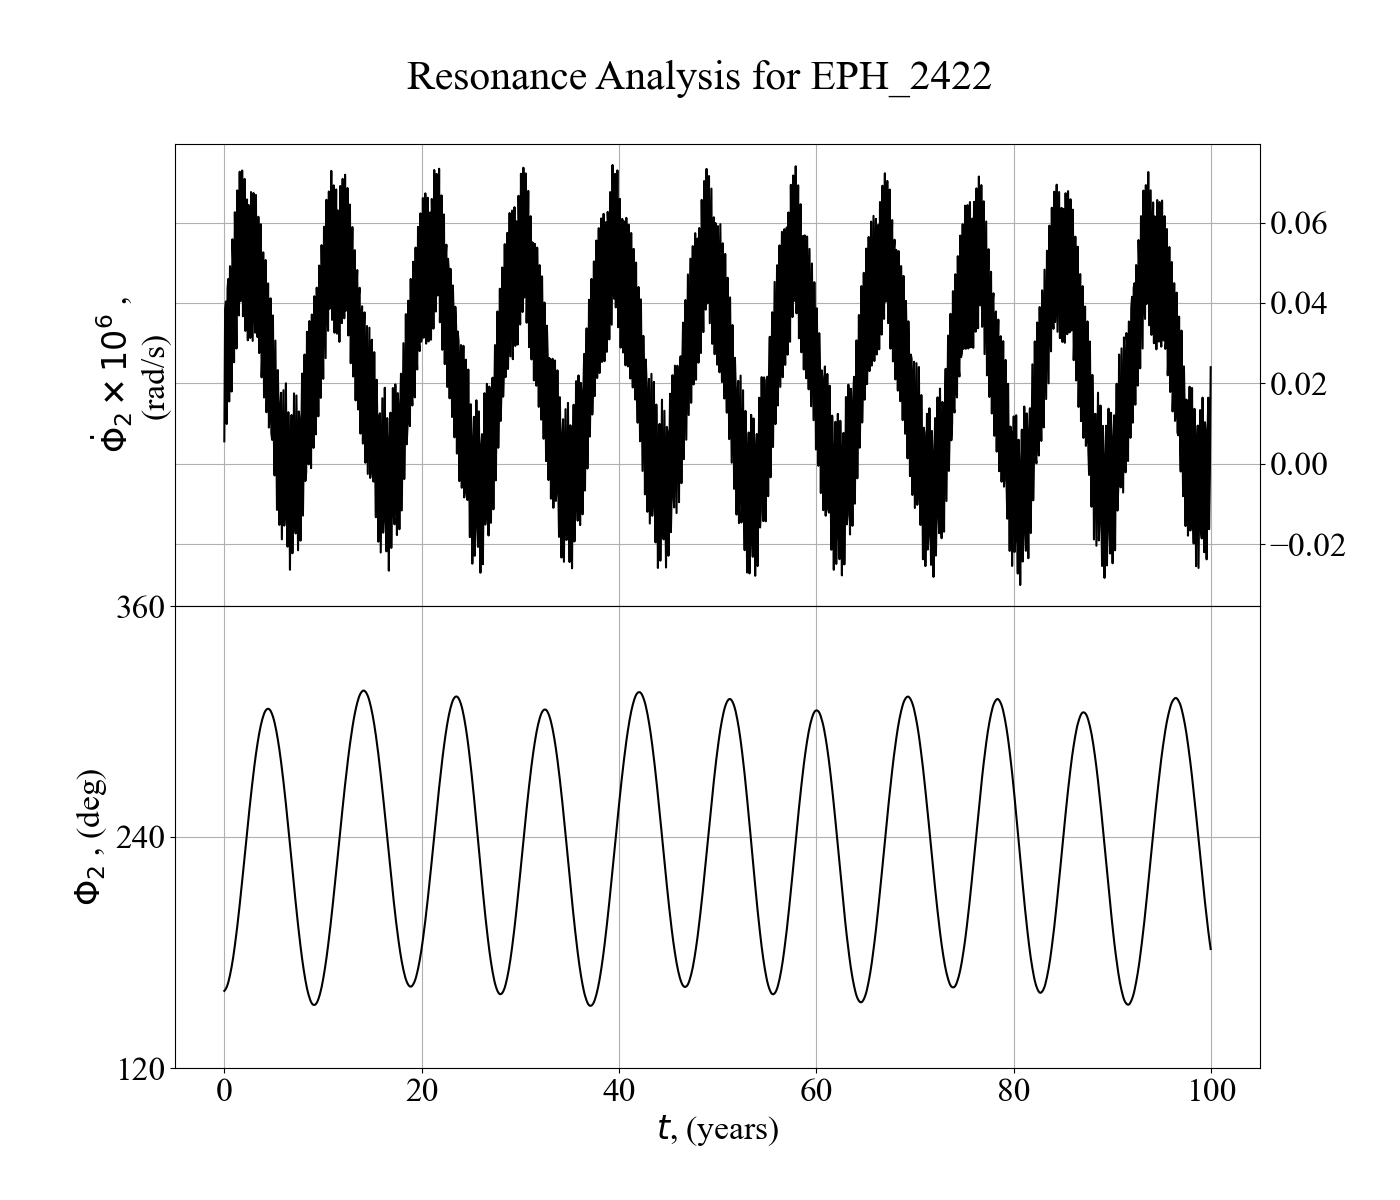 Resonance Analysis for EPH_2422
Φ̇₂ × 10⁶ ,
(rad/s)
0.06
0.04
0.02
0.00
−0.02
Φ₂ , (deg)
360
240
120
0 20 40 60 80 100
t, (years)